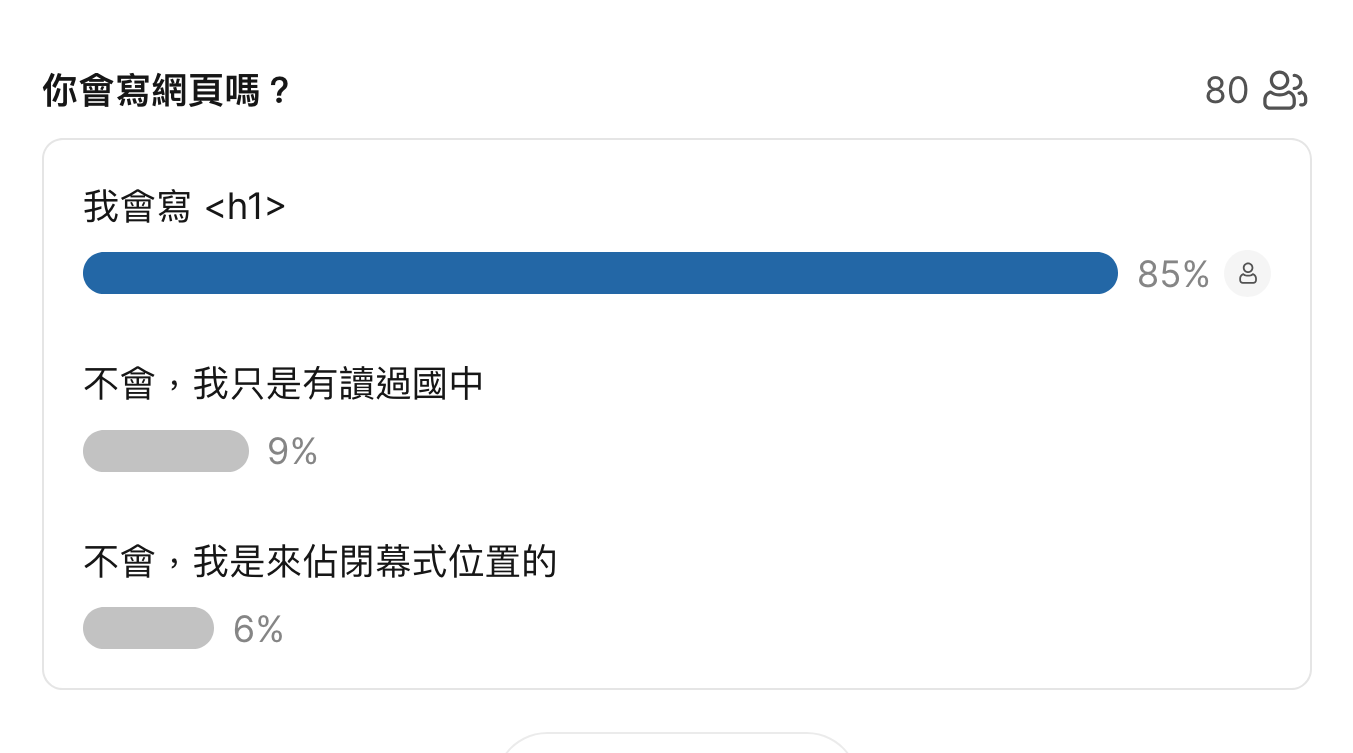 你會寫網頁嗎？
80
我會寫 <h1>
85%
不會，我只是有讀過國中
9%
不會，我是來佔閉幕式位置的
6%